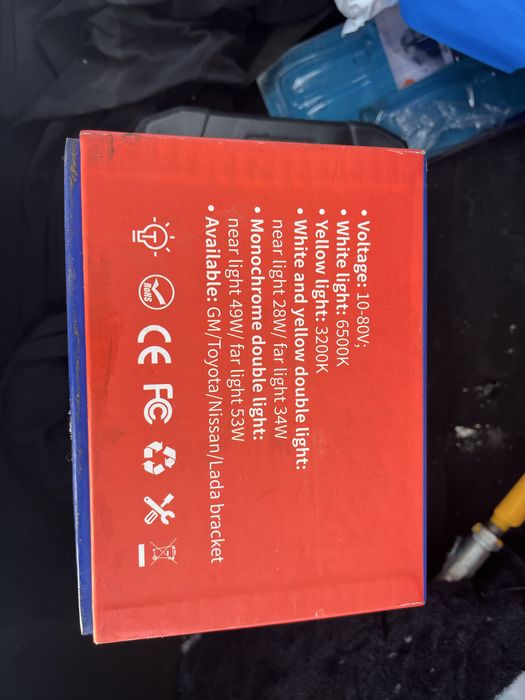 • Voltage: 10-80V;
• White light: 6500K
• Yellow light: 3200K
• White and yellow double light:
near light 28W/ far light 34W
• Monochrome double light:
near light 49W/ far light 53W
• Available: GM/Toyota/Nissan/Lada bracket
RoHS CE FC